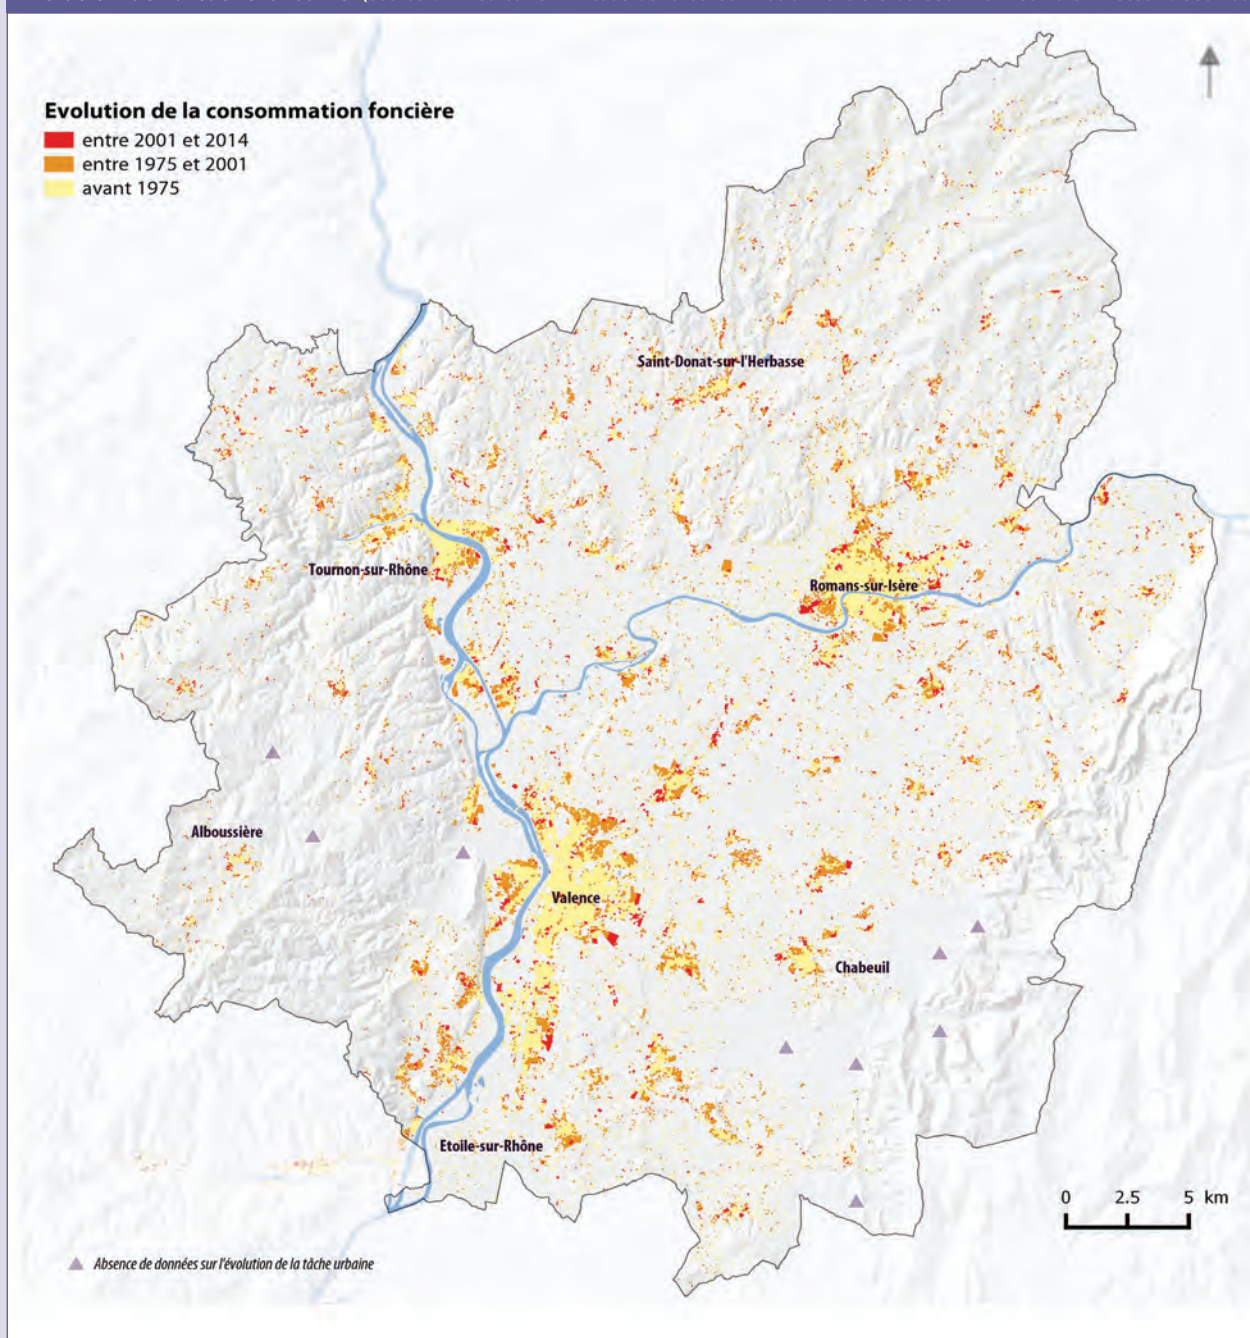 Evolution de la consommation foncière
entre 2001 et 2014
entre 1975 et 2001
avant 1975
Saint-Donat-sur-l'Herbasse
Tournon-sur-Rhône
Romans-sur-Isère
Alboussière
Valence
Chabeuil
Etoile-sur-Rhône
0 2.5 5 km
Absence de données sur l'évolution de la tâche urbaine